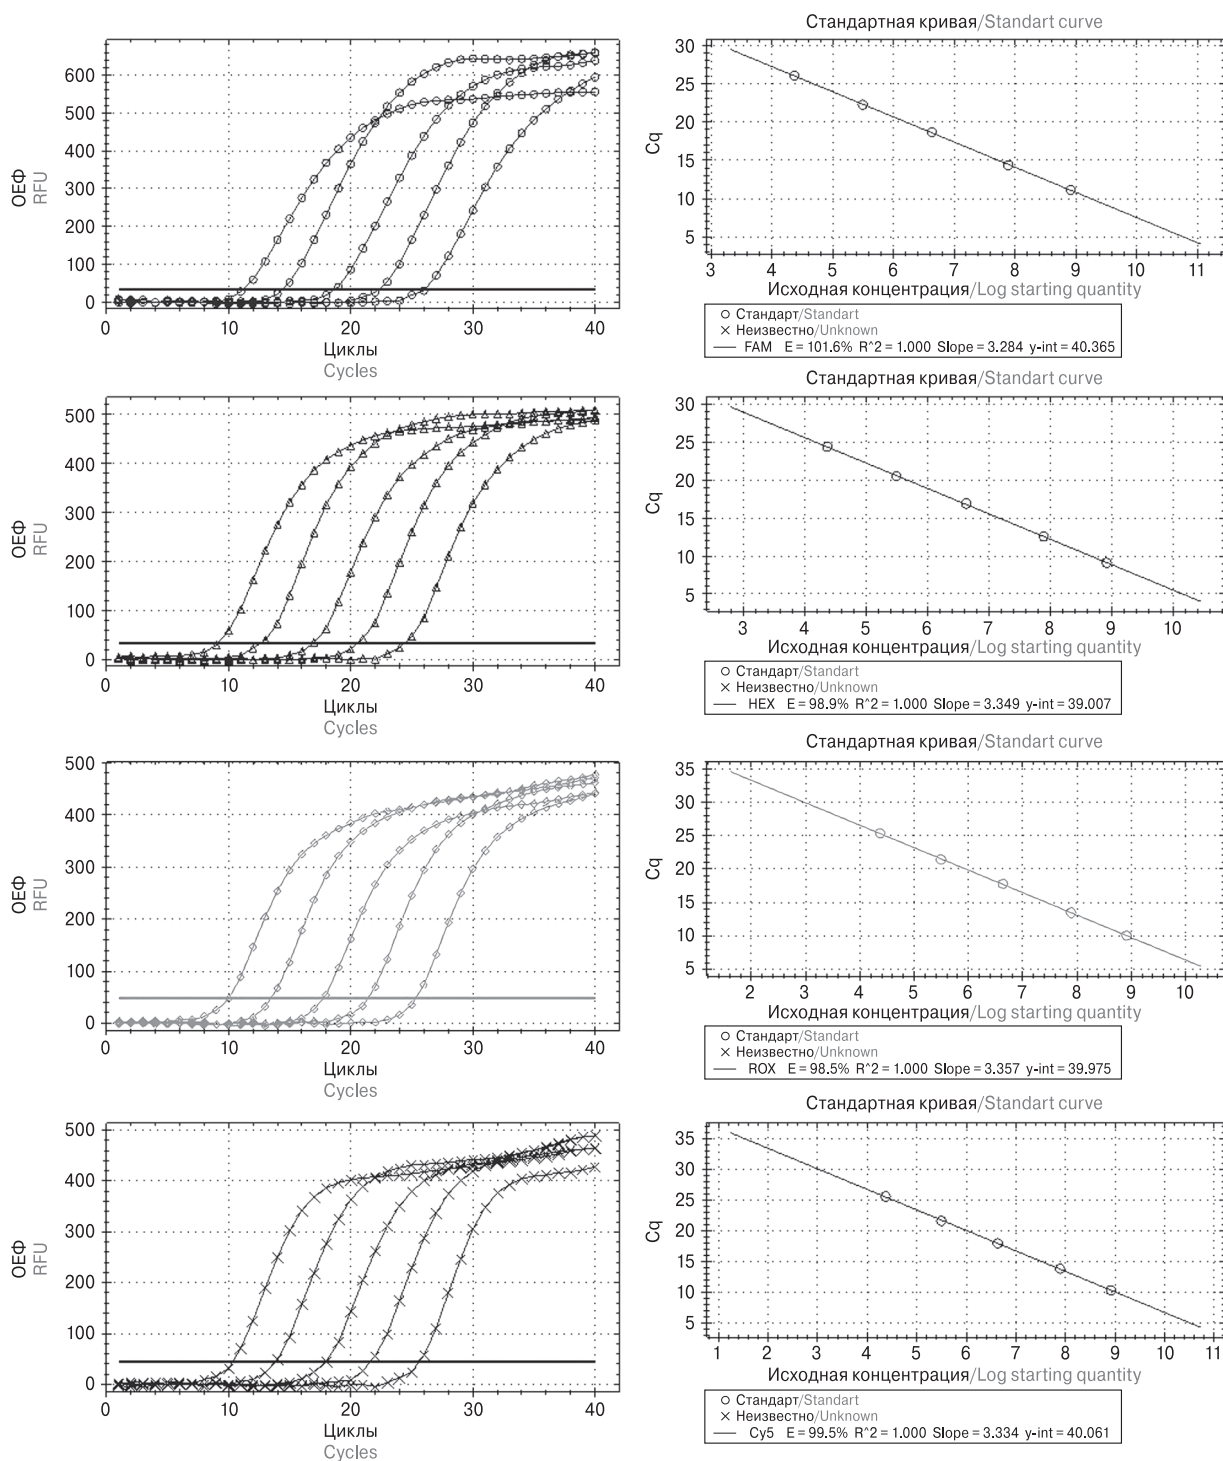 600
500
400
300
200
100
0
0 10 20 30 40
ОЕФ
RFU
Циклы
Cycles
Стандартная кривая/Standart curve
30
25
20
15
10
5
Cq
3 4 5 6 7 8 9 10 11
Исходная концентрация/Log starting quantity
Стандарт/Standart
Неизвестно/Unknown
FAM E = 101.6% R^2 = 1.000 Slope = 3.284 y-int = 40.365
500
400
300
200
100
0
0 10 20 30 40
ОЕФ
RFU
Циклы
Cycles
Стандартная кривая/Standart curve
30
25
20
15
10
5
Cq
3 4 5 6 7 8 9 10
Исходная концентрация/Log starting quantity
Стандарт/Standart
Неизвестно/Unknown
HEX E = 98.9% R^2 = 1.000 Slope = 3.349 y-int = 39.007
500
400
300
200
100
0
0 10 20 30 40
ОЕФ
RFU
Циклы
Cycles
Стандартная кривая/Standart curve
35
30
25
20
15
10
5
Cq
2 3 4 5 6 7 8 9 10
Исходная концентрация/Log starting quantity
Стандарт/Standart
Неизвестно/Unknown
ROX E = 98.5% R^2 = 1.000 Slope = 3.357 y-int = 39.975
500
400
300
200
100
0
0 10 20 30 40
ОЕФ
RFU
Циклы
Cycles
Стандартная кривая/Standart curve
35
30
25
20
15
10
5
Cq
1 2 3 4 5 6 7 8 9 10 11
Исходная концентрация/Log starting quantity
Стандарт/Standart
Неизвестно/Unknown
Cy5 E = 99.5% R^2 = 1.000 Slope = 3.334 y-int = 40.061